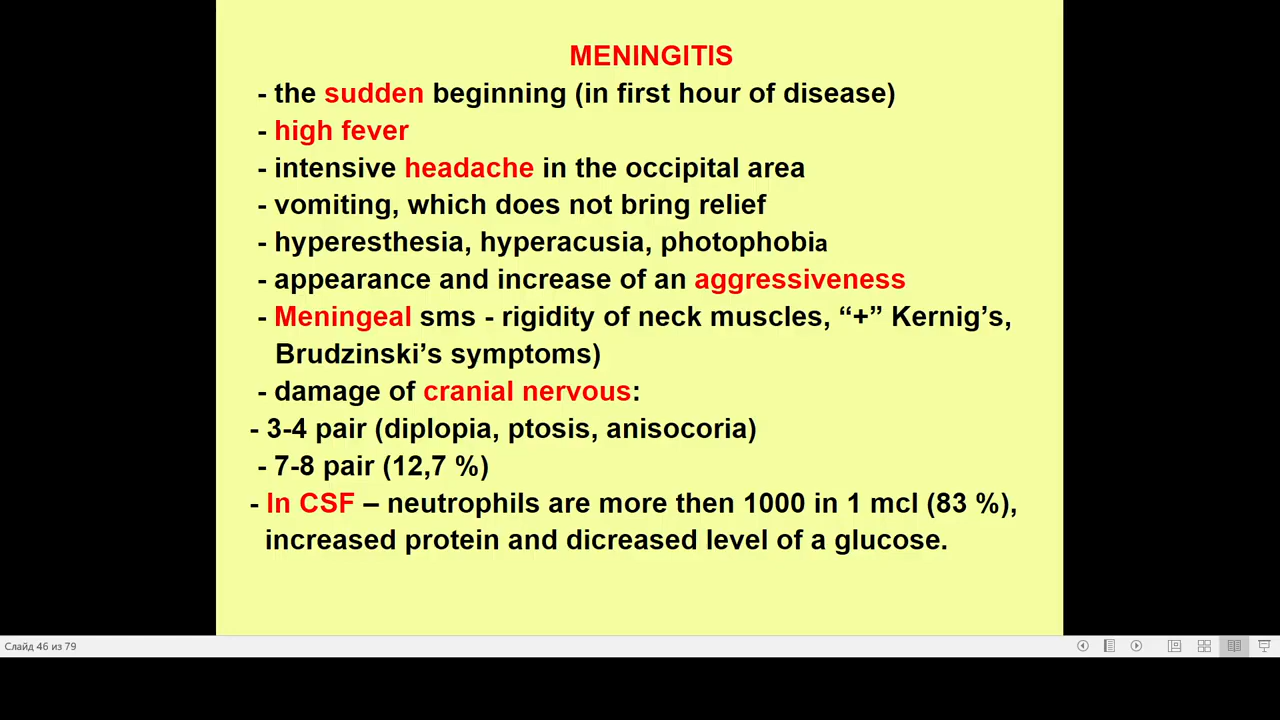 MENINGITIS
- the sudden beginning (in first hour of disease)
- high fever
- intensive headache in the occipital area
- vomiting, which does not bring relief
- hyperesthesia, hyperacusia, photophobia
- appearance and increase of an aggressiveness
- Meningeal sms - rigidity of neck muscles, “+” Kernig’s,
Brudzinski’s symptoms)
- damage of cranial nervous:
- 3-4 pair (diplopia, ptosis, anisocoria)
- 7-8 pair (12,7 %)
- In CSF – neutrophils are more then 1000 in 1 mcl (83 %),
increased protein and dicreased level of a glucose.
Слайд 46 из 79